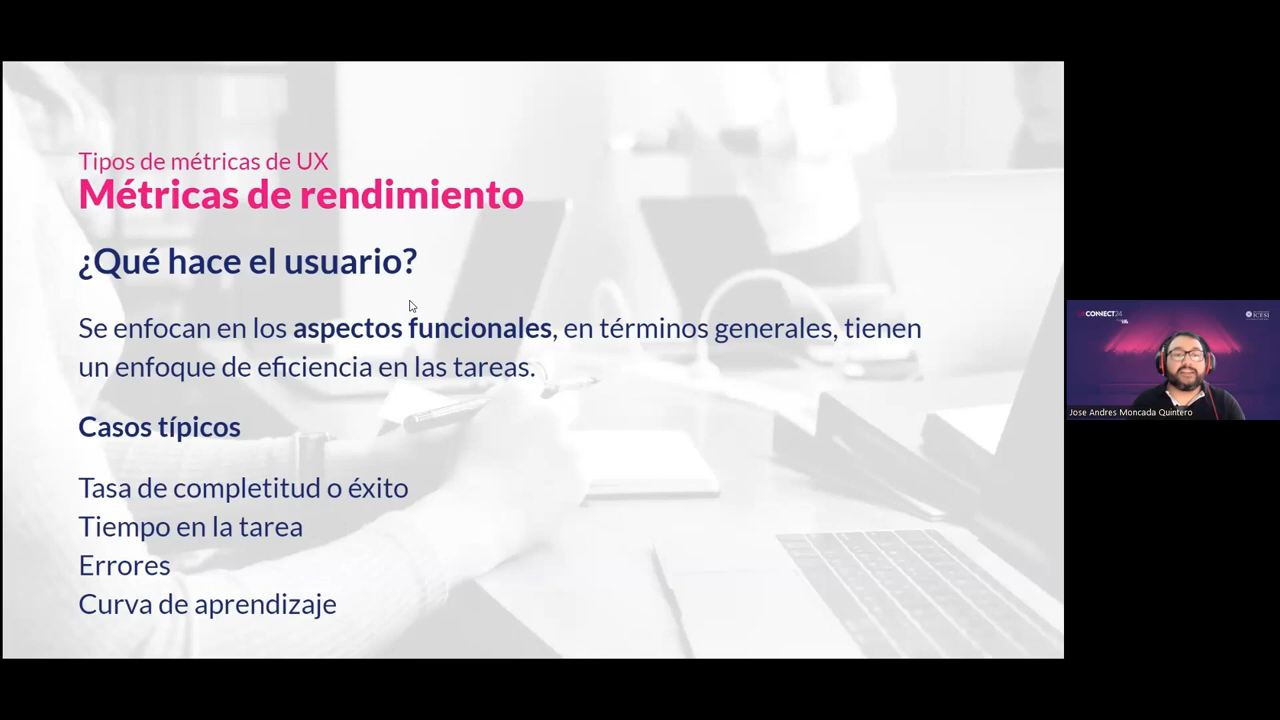 Tipos de métricas de UX
Métricas de rendimiento
¿Qué hace el usuario?
Se enfocan en los aspectos funcionales, en términos generales, tienen
un enfoque de eficiencia en las tareas.
Casos típicos
Tasa de completitud o éxito
Tiempo en la tarea
Errores
Curva de aprendizaje
CONNECT24
ICESI
Jose Andres Moncada Quintero